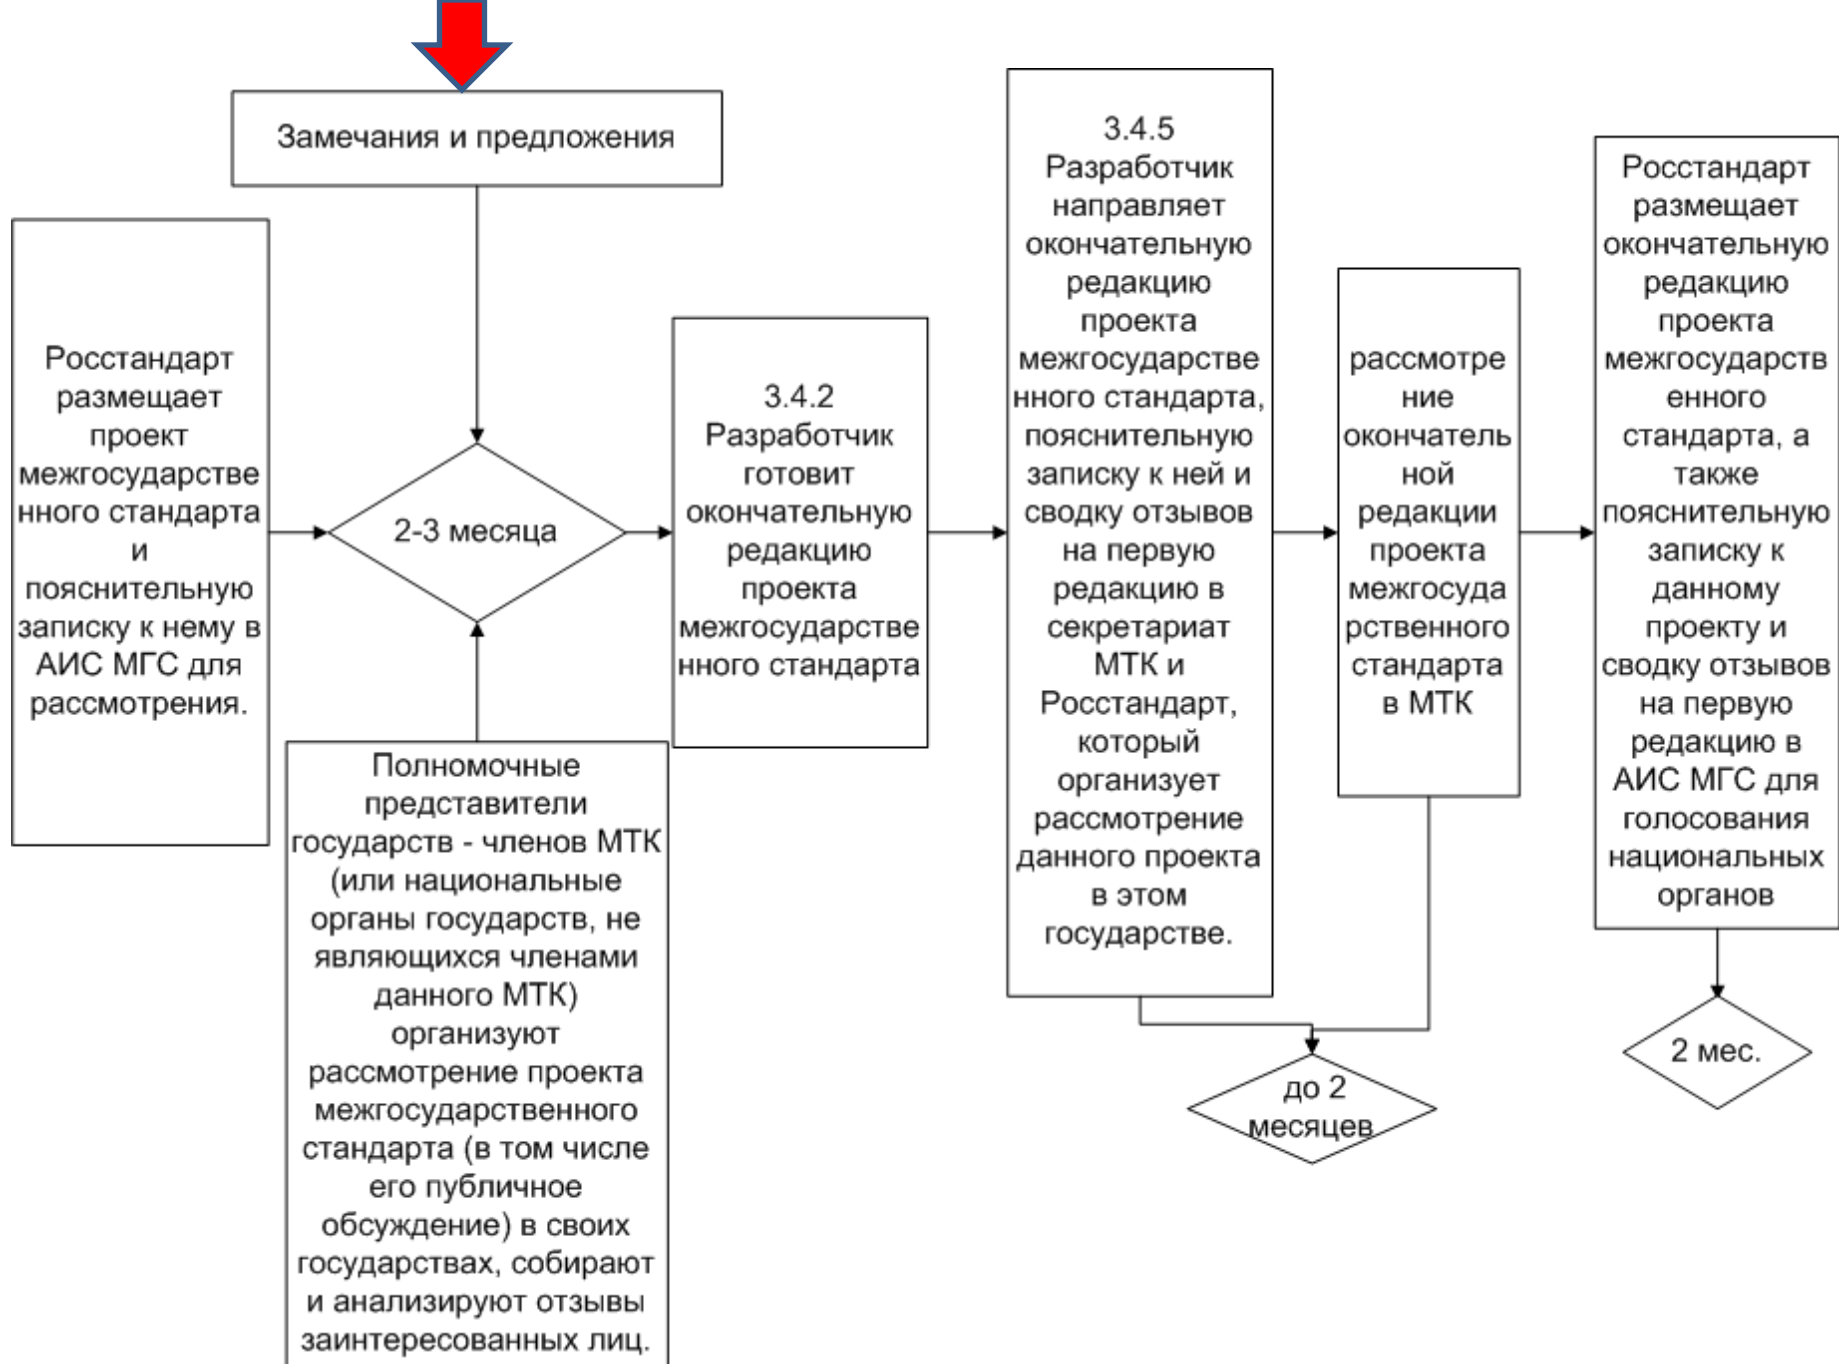 Замечания и предложения
Росстандарт
размещает
проект
межгосударстве
нного стандарта
и
пояснительную
записку к нему в
АИС МГС для
рассмотрения.
2-3 месяца
Полномочные
представители
государств - членов МТК
(или национальные
органы государств, не
являющихся членами
данного МТК)
организуют
рассмотрение проекта
межгосударственного
стандарта (в том числе
его публичное
обсуждение) в своих
государствах, собирают
и анализируют отзывы
заинтересованных лиц.
3.4.2
Разработчик
готовит
окончательную
редакцию
проекта
межгосударстве
нного стандарта
3.4.5
Разработчик
направляет
окончательную
редакцию
проекта
межгосударстве
нного стандарта,
пояснительную
записку к ней и
сводку отзывов
на первую
редакцию в
секретариат
МТК и
Росстандарт,
который
организует
рассмотрение
данного проекта
в этом
государстве.
рассмотре
ние
окончатель
ной
редакции
проекта
межгосуда
рственного
стандарта
в МТК
до 2
месяцев
Росстандарт
размещает
окончательную
редакцию
проекта
межгосударств
енного
стандарта, а
также
пояснительную
записку к
данному
проекту и
сводку отзывов
на первую
редакцию в
АИС МГС для
голосования
национальных
органов
2 мес.